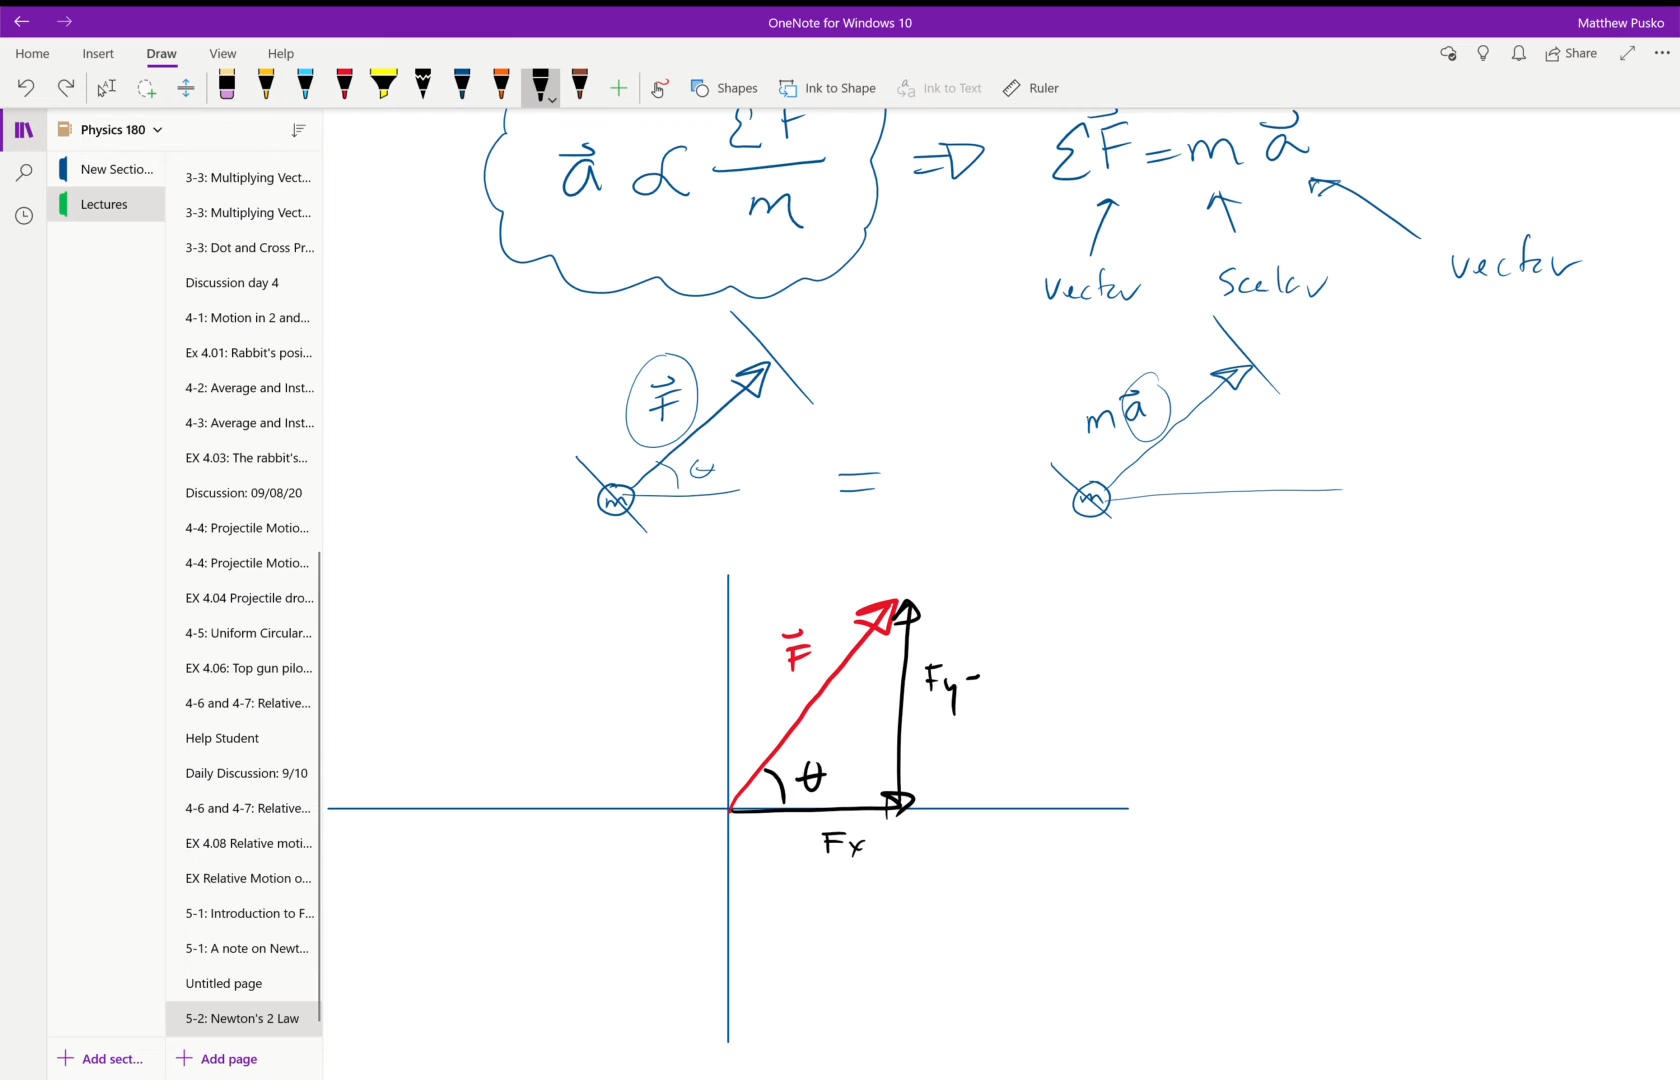 OneNote for Windows 10
Matthew Pusko
Home Insert Draw View Help
Share
Shapes Ink to Shape Ink to Text Ruler
Physics 180
New Sectio...
Lectures
3-3: Multiplying Vect...
3-3: Multiplying Vect...
3-3: Dot and Cross Pr...
Discussion day 4
4-1: Motion in 2 and...
Ex 4.01: Rabbit's posi...
4-2: Average and Inst...
4-3: Average and Inst...
EX 4.03: The rabbit's...
Discussion: 09/08/20
4-4: Projectile Motio...
4-4: Projectile Motio...
EX 4.04 Projectile dro...
4-5: Uniform Circular...
EX 4.06: Top gun pilo...
4-6 and 4-7: Relative...
Help Student
Daily Discussion: 9/10
4-6 and 4-7: Relative...
EX 4.08 Relative moti...
EX Relative Motion o...
5-1: Introduction to F...
5-1: A note on Newt...
Untitled page
5-2: Newton's 2 Law
Add sect...
Add page
a⃗ ∝ ΣF/m ⇒ ΣF⃗ = m a⃗
vector scalar vector
F⃗ θ m = m a⃗ m
F⃗ Fy -
θ
Fx